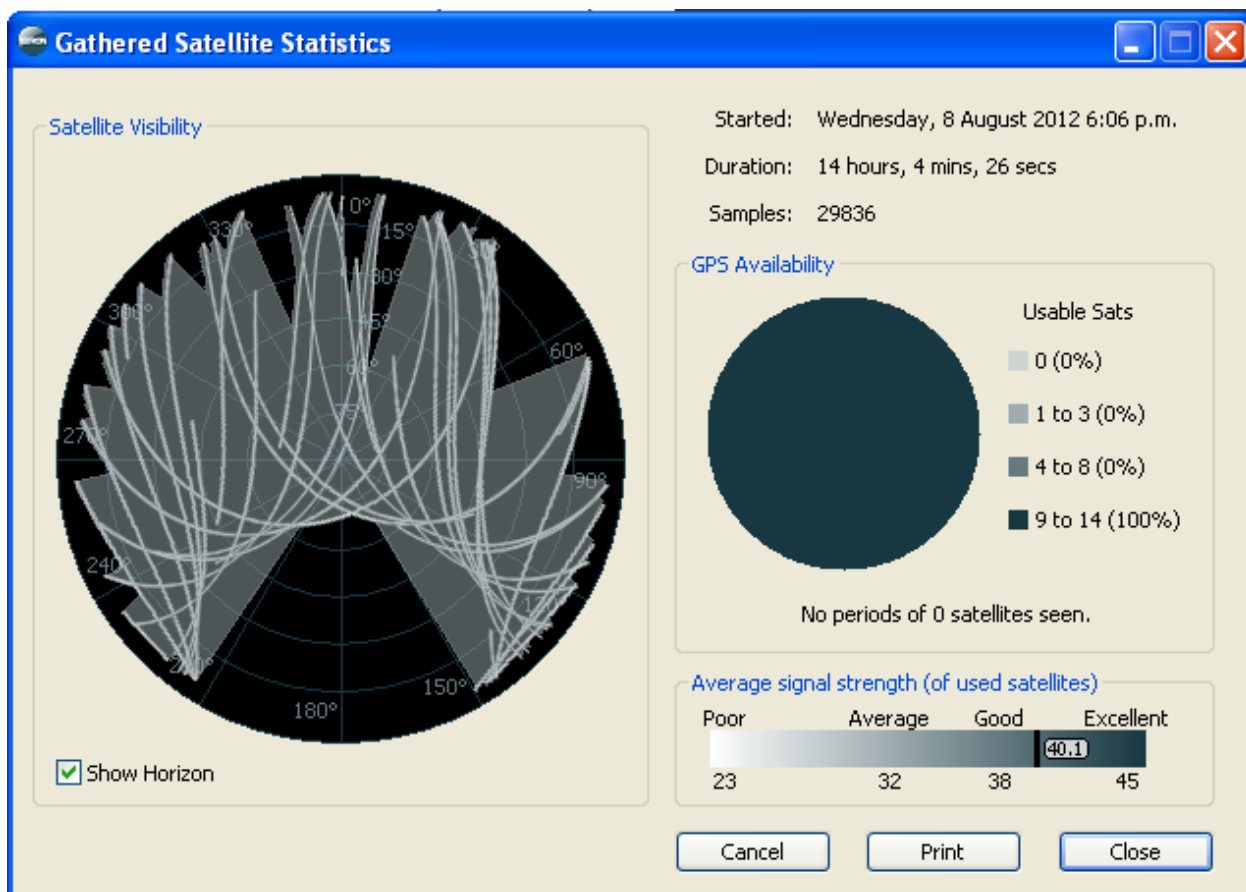 Gathered Satellite Statistics
Satellite Visibility
0°
15°
30°
45°
60°
75°
330°
30°
300°
60°
270°
90°
240°
120°
210°
150°
180°
Show Horizon
Started: Wednesday, 8 August 2012 6:06 p.m.
Duration: 14 hours, 4 mins, 26 secs
Samples: 29836
GPS Availability
Usable Sats
0 (0%)
1 to 3 (0%)
4 to 8 (0%)
9 to 14 (100%)
No periods of 0 satellites seen.
Average signal strength (of used satellites)
Poor Average Good Excellent
40.1
23 32 38 45
Cancel Print Close